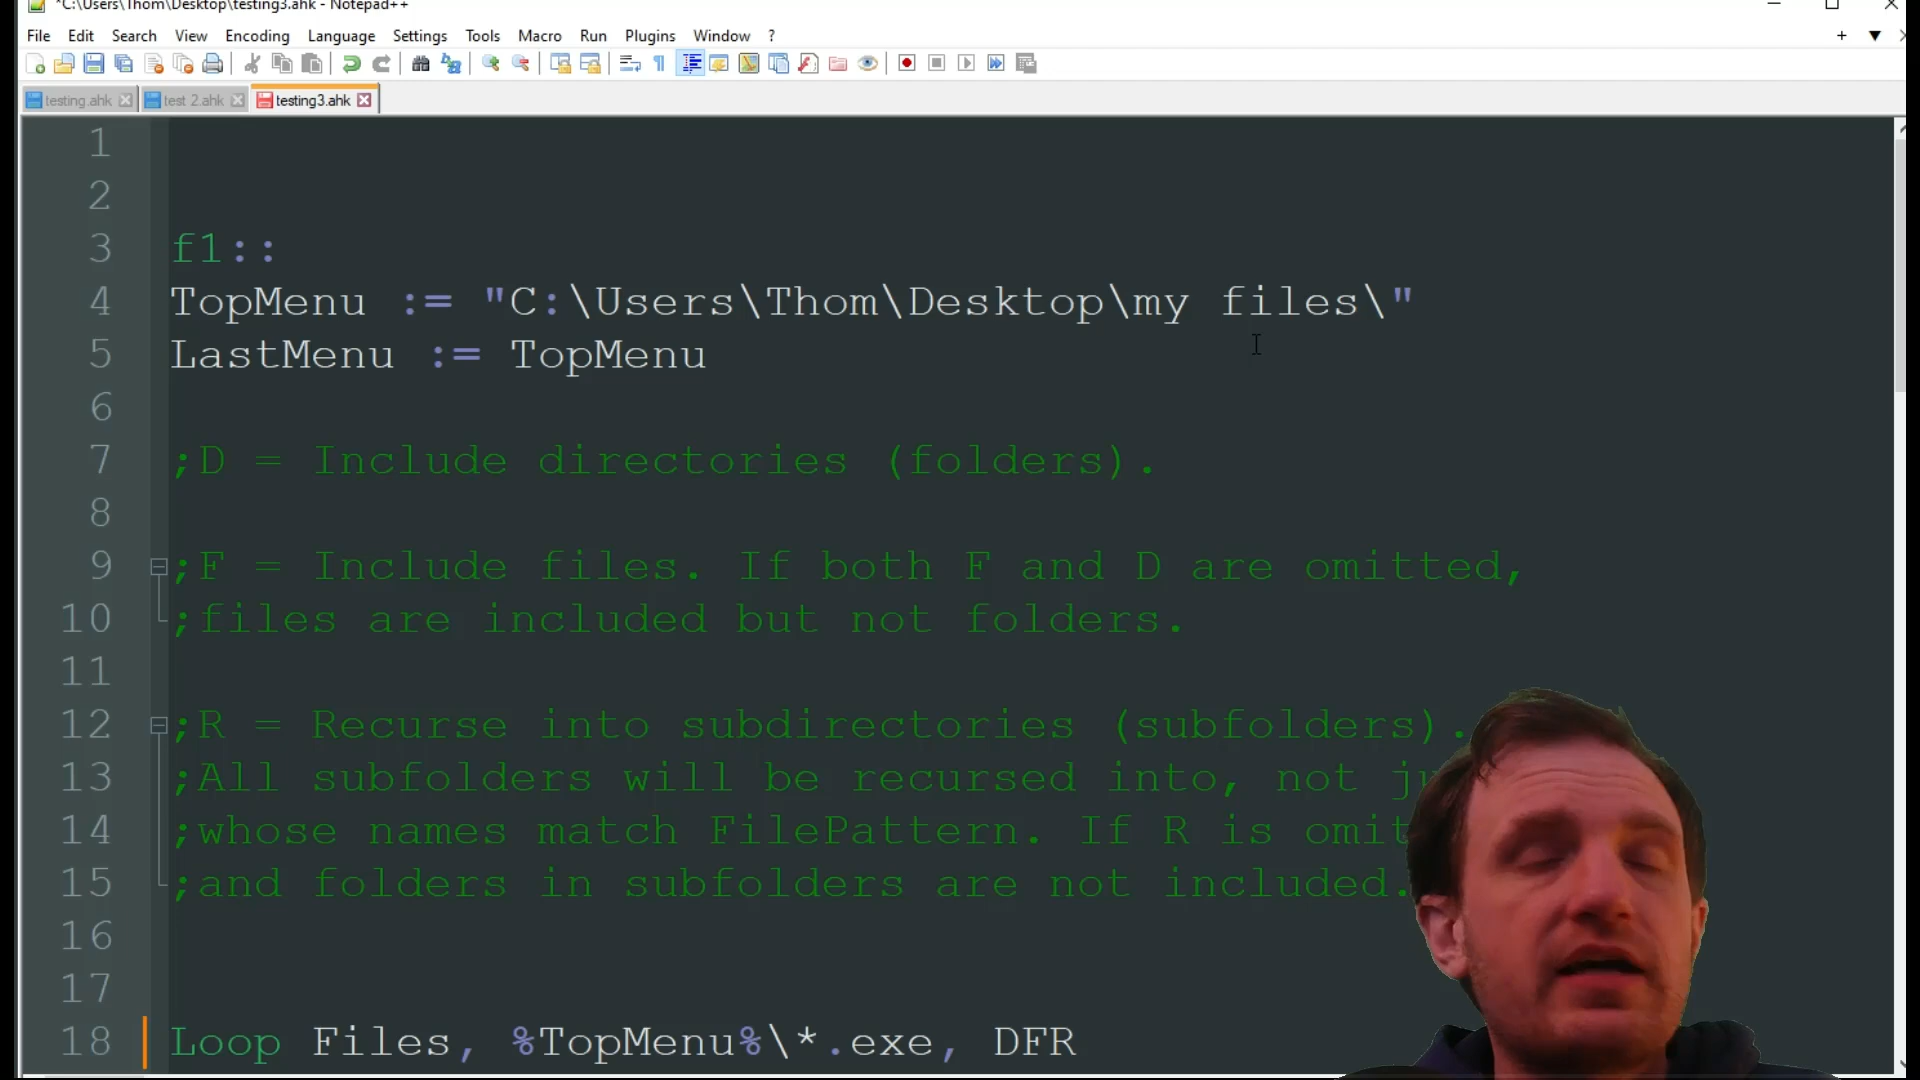 *C:\Users\Thom\Desktop\testing3.ahk - Notepad++
File Edit Search View Encoding Language Settings Tools Macro Run Plugins Window ?
testing.ahk test 2.ahk testing3.ahk
1
2
3 f1::
4 TopMenu := "C:\Users\Thom\Desktop\my files\"
5 LastMenu := TopMenu
6
7 ;D = Include directories (folders).
8
9 ;F = Include files. If both F and D are omitted,
10 ;files are included but not folders.
11
12 ;R = Recurse into subdirectories (subfolders).
13 ;All subfolders will be recursed into, not
14 ;whose names match FilePattern. If R is
15 ;and folders in subfolders are not included.
16
17
18 Loop Files, %TopMenu%\*.exe, DFR